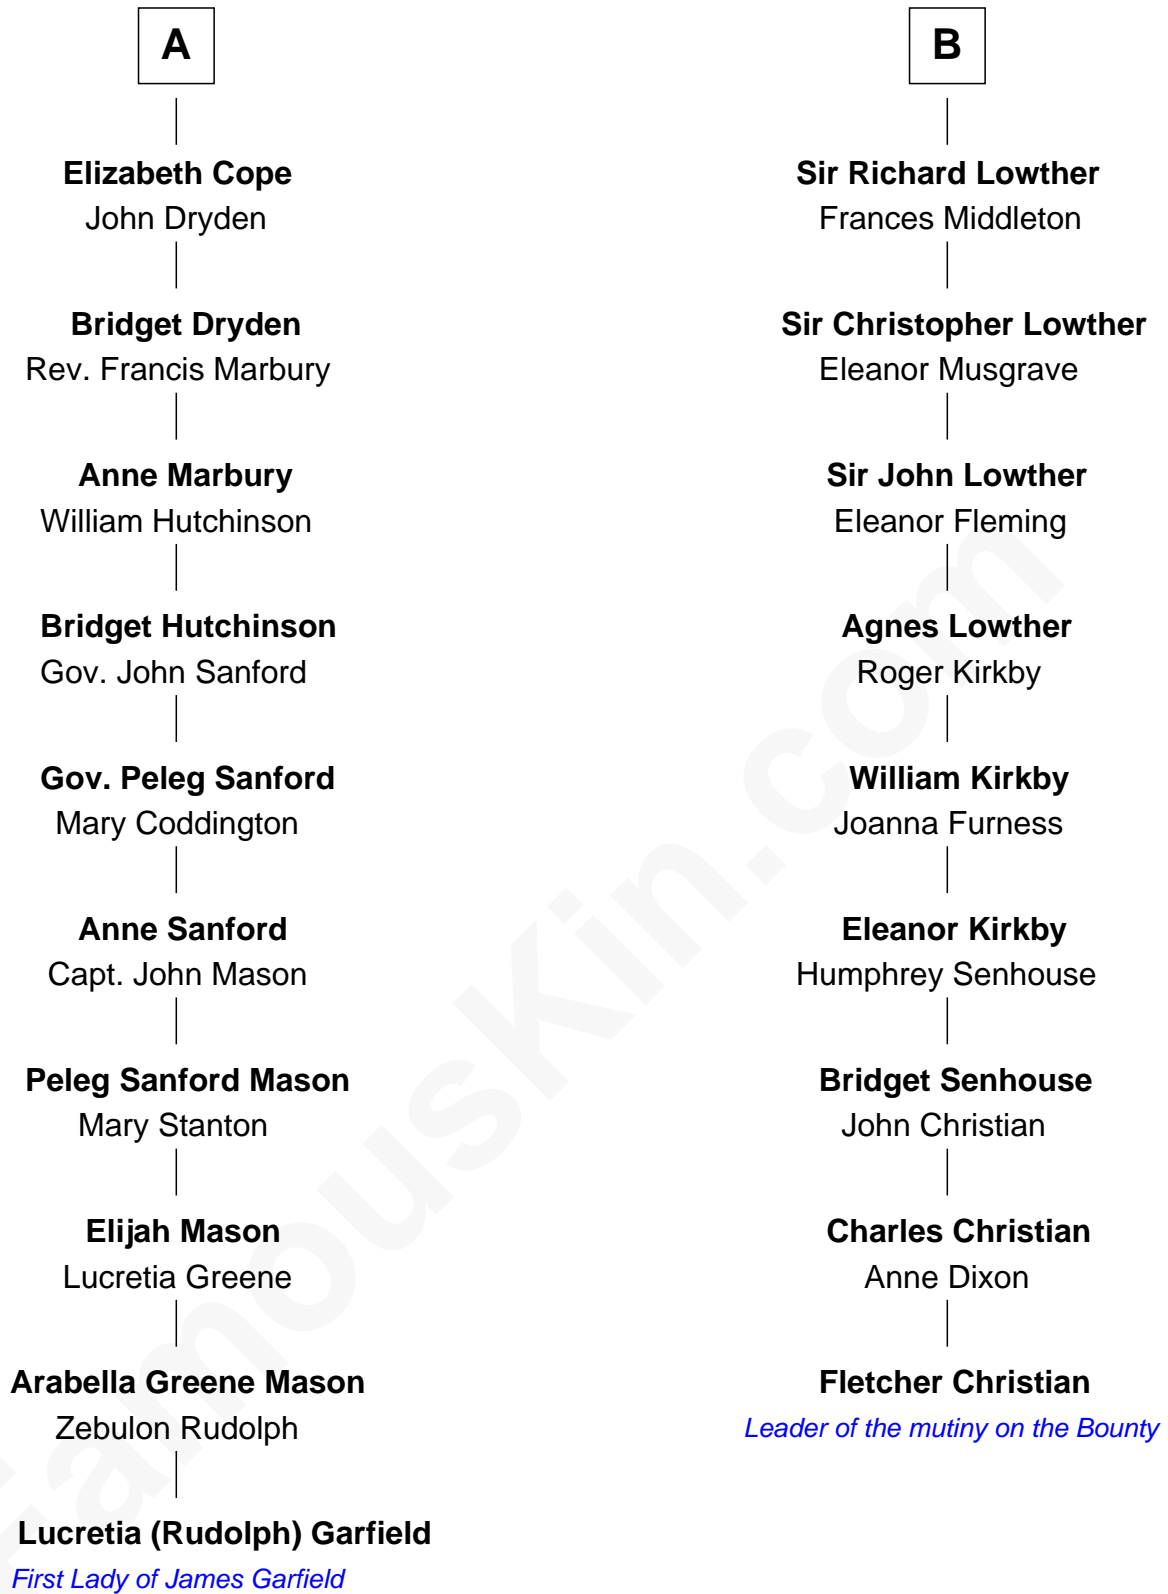 A
Elizabeth Cope
John Dryden
Bridget Dryden
Rev. Francis Marbury
Anne Marbury
William Hutchinson
Bridget Hutchinson
Gov. John Sanford
Gov. Peleg Sanford
Mary Coddington
Anne Sanford
Capt. John Mason
Peleg Sanford Mason
Mary Stanton
Elijah Mason
Lucretia Greene
Arabella Greene Mason
Zebulon Rudolph
Lucretia (Rudolph) Garfield
First Lady of James Garfield
B
Sir Richard Lowther
Frances Middleton
Sir Christopher Lowther
Eleanor Musgrave
Sir John Lowther
Eleanor Fleming
Agnes Lowther
Roger Kirkby
William Kirkby
Joanna Furness
Eleanor Kirkby
Humphrey Senhouse
Bridget Senhouse
John Christian
Charles Christian
Anne Dixon
Fletcher Christian
Leader of the mutiny on the Bounty
FamousKin.com